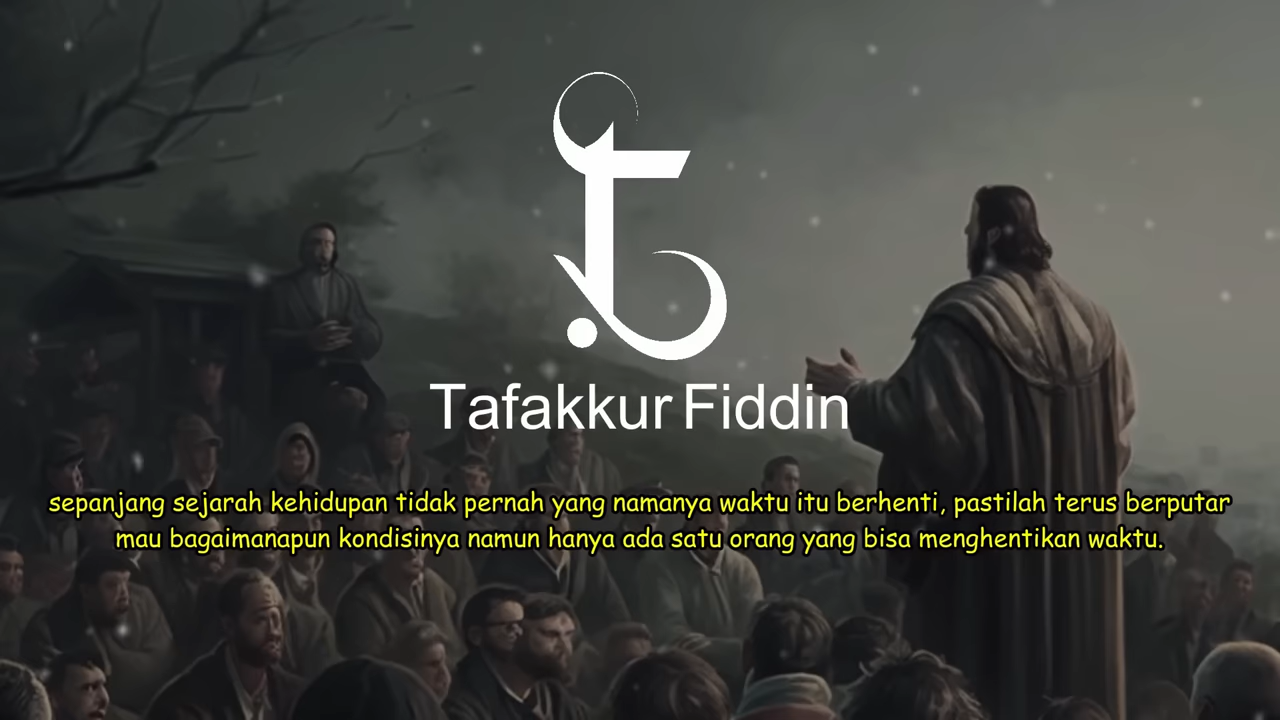 Tafakkur Fiddin
sepanjang sejarah kehidupan tidak pernah yang namanya waktu itu berhenti, pastilah terus berputar
mau bagaimanapun kondisinya namun hanya ada satu orang yang bisa menghentikan waktu.